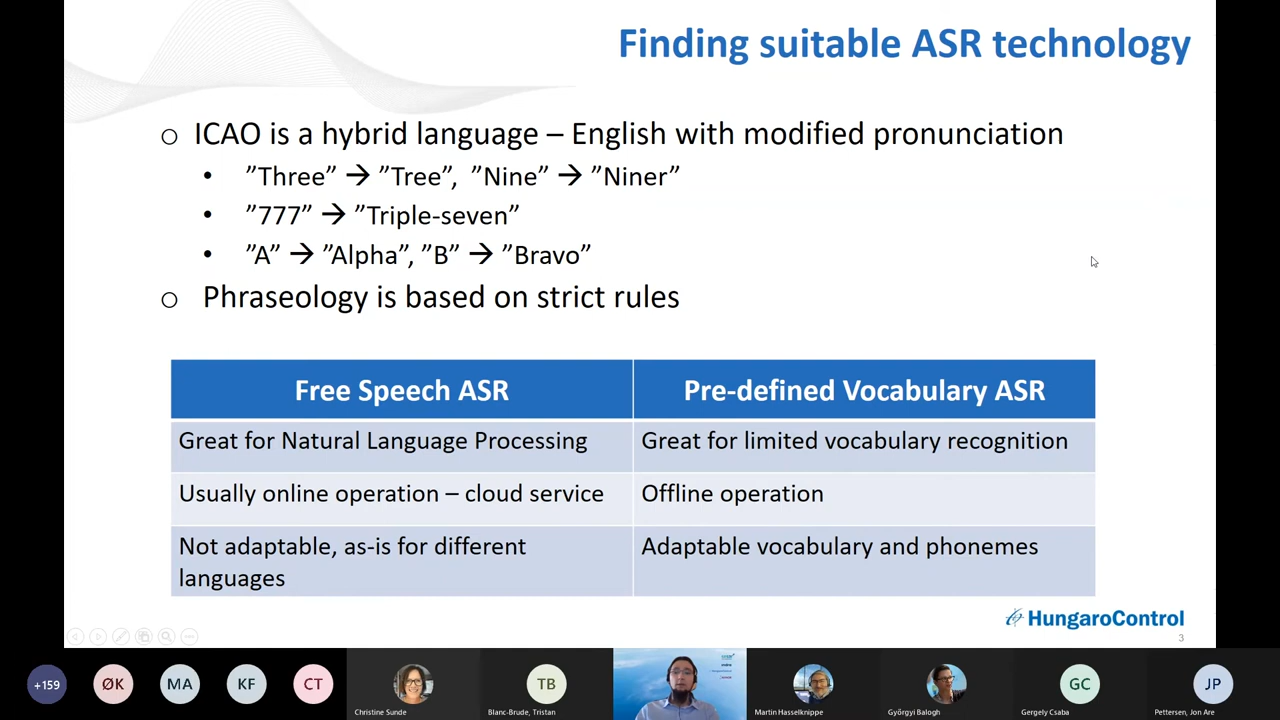 Finding suitable ASR technology
o ICAO is a hybrid language – English with modified pronunciation
• ”Three” → ”Tree”, ”Nine” → ”Niner”
• ”777” → ”Triple-seven”
• ”A” → ”Alpha”, ”B” → ”Bravo”
o Phraseology is based on strict rules
Free Speech ASR
Pre-defined Vocabulary ASR
Great for Natural Language Processing
Great for limited vocabulary recognition
Usually online operation – cloud service
Offline operation
Not adaptable, as-is for different
languages
Adaptable vocabulary and phonemes
HungaroControl
3
+159
ØK
MA
KF
CT
Christine Sunde
TB
Blanc-Brude, Tristan
Martin Hasselknippe
Györgyi Balogh
GC
Gergely Csaba
JP
Pettersen, Jon Are